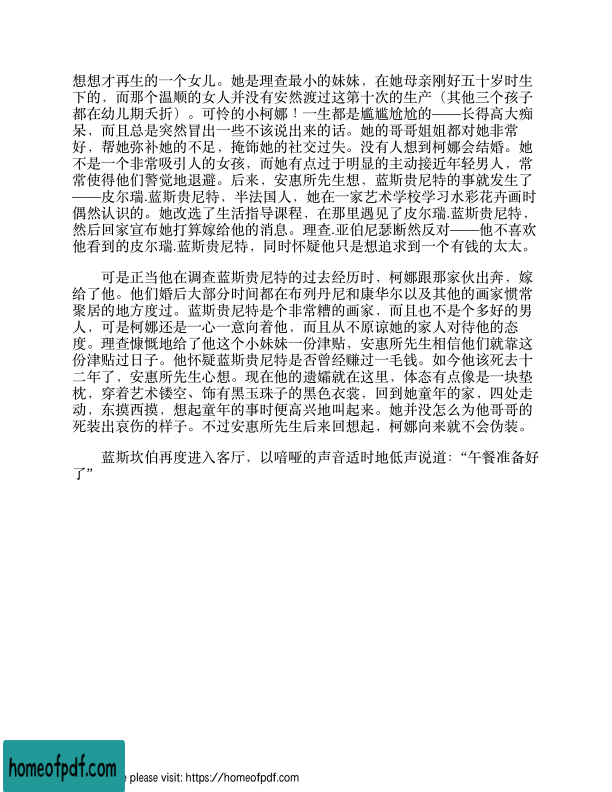 想想才再生的一个女儿。她是理查最小的妹妹，在她母亲刚好五十岁时生
下的，而那个温顺的女人并没有安然渡过这第十次的生产（其他三个孩子
都在幼儿期夭折）。可怜的小柯娜！一生都是尴尬尬的——长得高大痴
呆，而且总是突然冒出一些不该说出来的话。她的哥哥姐姐都对她非常
好，帮她弥补她的不足，掩饰她的社交过失。没有人想到柯娜会结婚。她
不是一个非常吸引人的女孩，而她有点过于明显的主动接近年轻男人，常
常使得他们警觉地退避。后来，安惠所先生想，蓝斯贵尼特的事就发生了
——皮尔瑞.蓝斯贵尼特，半法国人，她在一家艺术学校学习水彩花卉画时
偶然认识的。她改选了生活指导课程，在那里遇见了皮尔瑞.蓝斯贵尼特，
然后回家宣布她打算嫁给他的消息。理查.亚伯尼瑟断然反对——他不喜欢
他看到的皮尔瑞.蓝斯贵尼特，同时怀疑他只是想追求到一个有钱的太太。
可是正当他在调查蓝斯贵尼特的过去经历时，柯娜跟那家伙出奔，嫁
给了他。他们婚后大部分时间都在布列丹尼和康华尔以及其他的画家惯常
聚居的地方度过。蓝斯贵尼特是个非常糟的画家，而且也不是个多好的男
人，可是柯娜还是一心一意向着他，而且从不原谅她的家人对待他的态
度。理查慷慨地给了他这个小妹妹一份津贴，安惠所先生相信他们就靠这
份津贴过日子。他怀疑蓝斯贵尼特是否曾经赚过一毛钱。如今他该死去十
二年了，安惠所先生心想。现在他的遗孀就在这里，体态有点像是一块垫
枕，穿着艺术镂空、饰有黑玉珠子的黑色衣裳，回到她童年的家，四处走
动，东摸西摸，想起童年的事时便高兴地叫起来。她并没怎么为他哥哥的
死装出哀伤的样子。不过安惠所先生后来回想起，柯娜向来就不会伪装。
蓝斯坎伯再度进入客厅，以喑哑的声音适时地低声说道：“午餐准备好
了”
homeofpdf.com
e please visit: https://homeofpdf.com